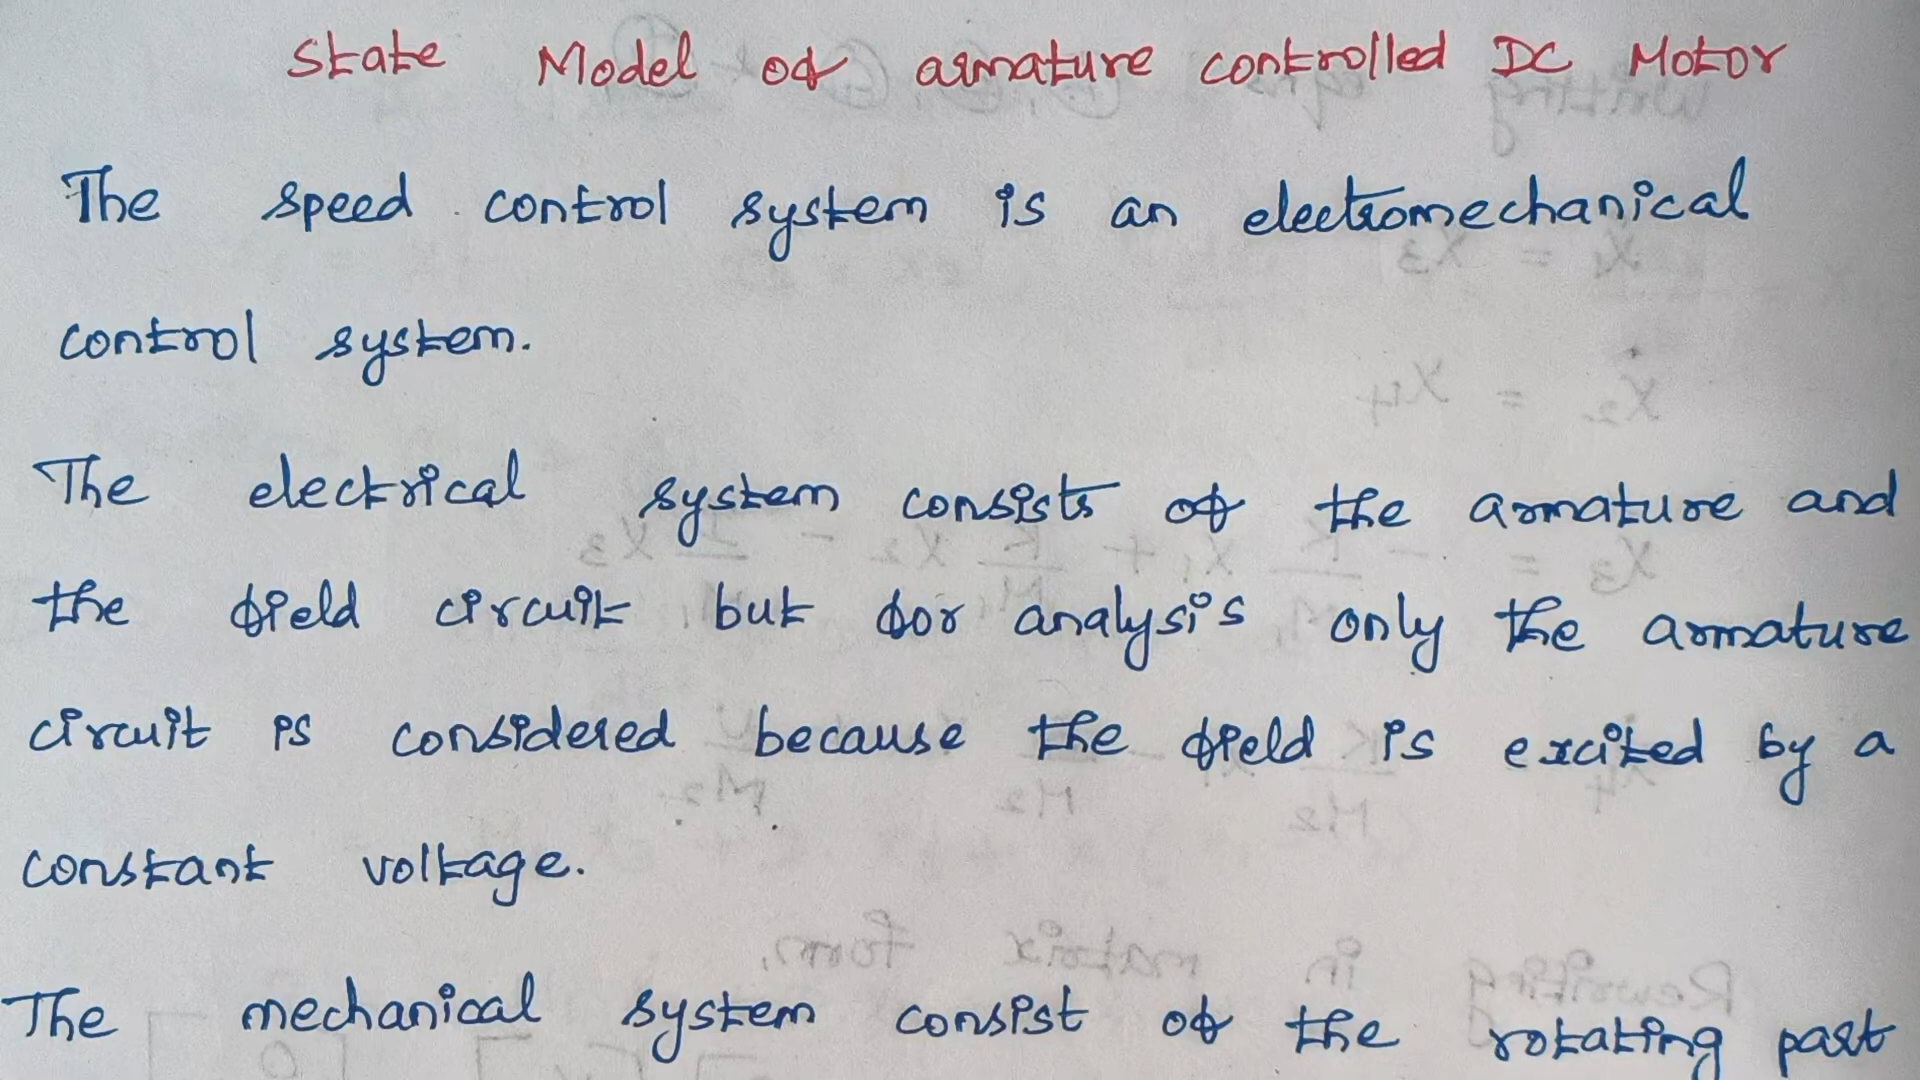 State Model of armature controlled DC Motor
The speed control system is an electromechanical
control system.
The electrical system consists of the armature and
the field circuit but for analysis only the armature
circuit is considered because the field is excited by a
constant voltage.
The mechanical system consist of the rotating part